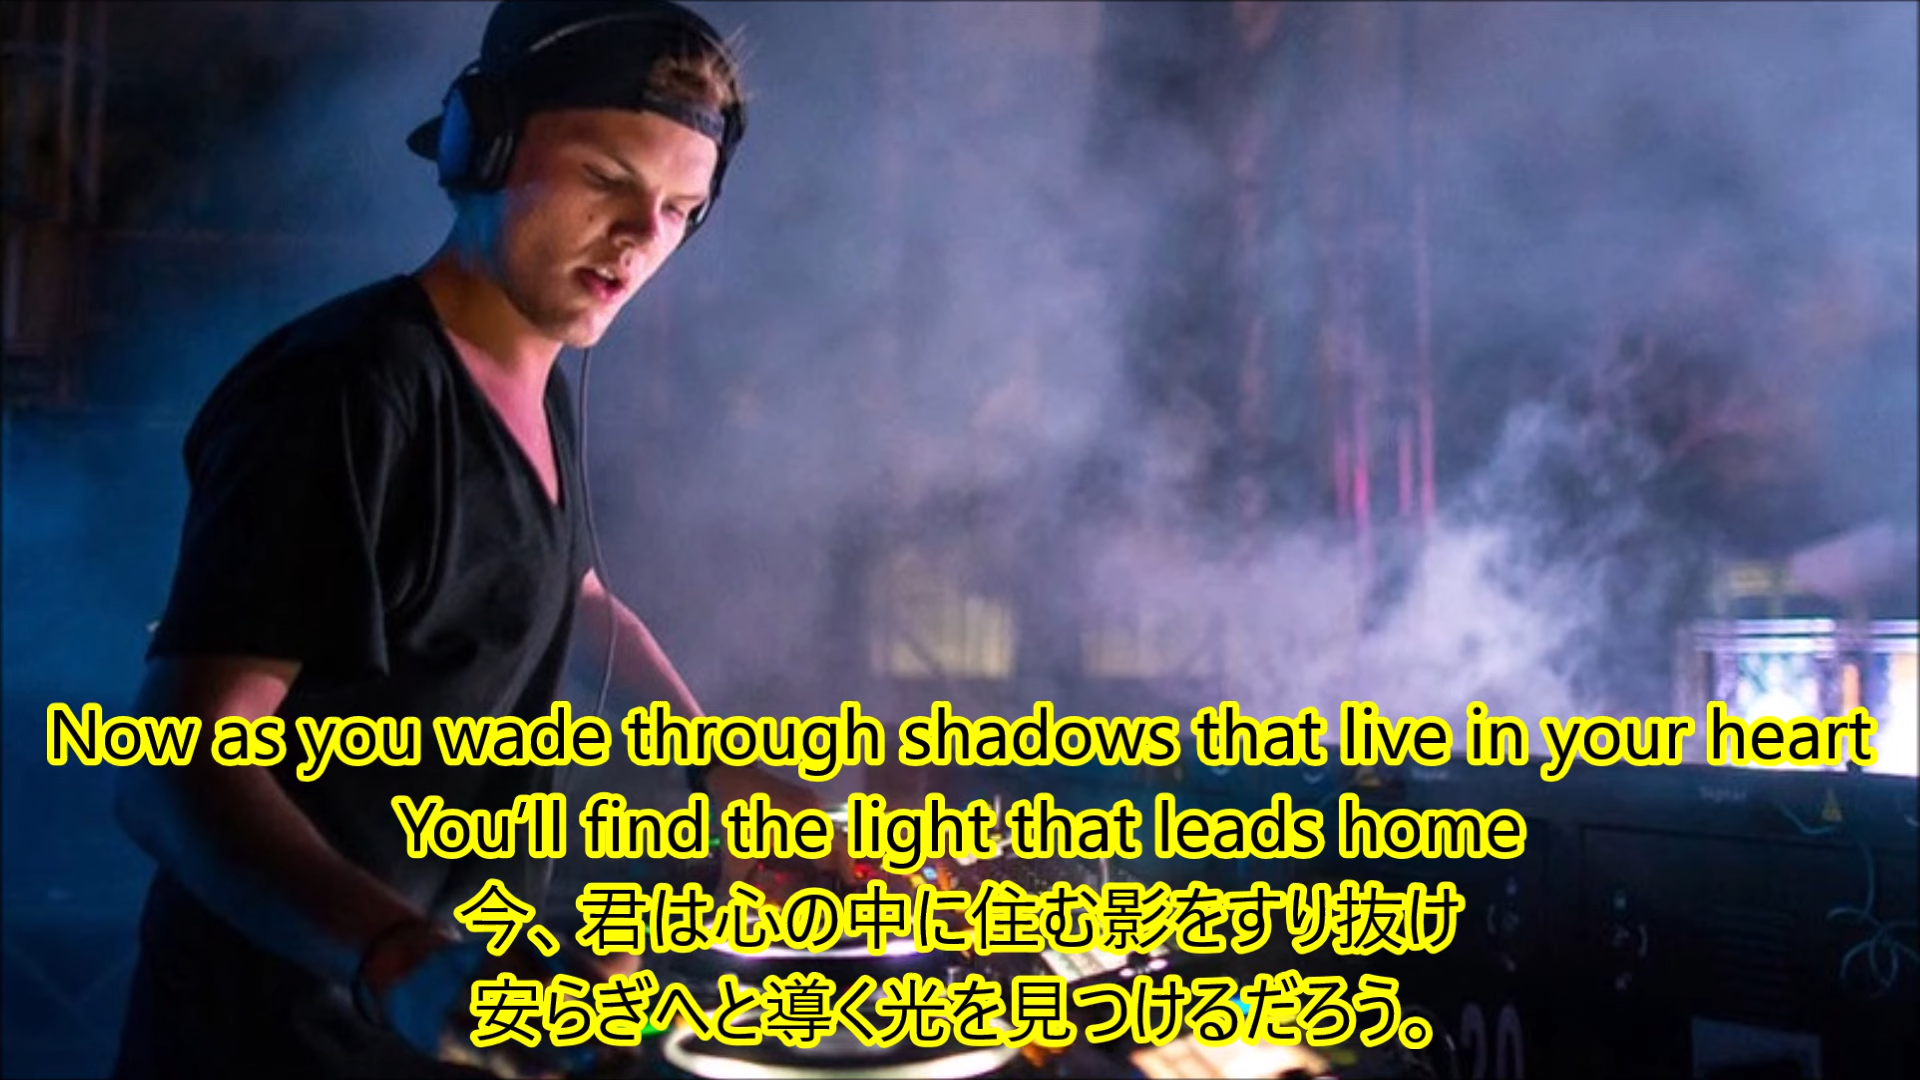 Now as you wade through shadows that live in your heart
You'll find the light that leads home
今、君は心の中に住む影をすり抜け
安らぎへと導く光を見つけるだろう。